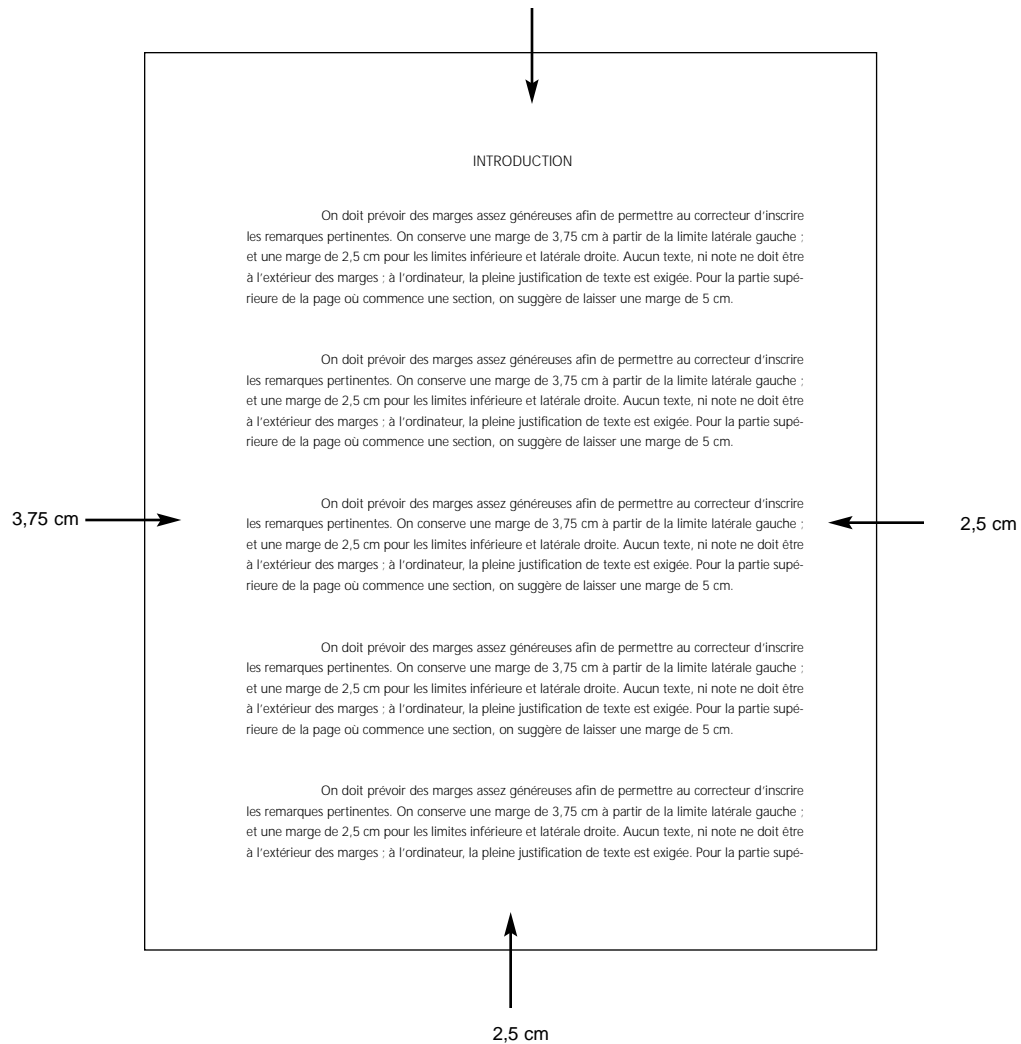 INTRODUCTION
On doit prévoir des marges assez généreuses afin de permettre au correcteur d'inscrire
les remarques pertinentes. On conserve une marge de 3,75 cm à partir de la limite latérale gauche ;
et une marge de 2,5 cm pour les limites inférieure et latérale droite. Aucun texte, ni note ne doit être
à l'extérieur des marges ; à l'ordinateur, la pleine justification de texte est exigée. Pour la partie supé-
rieure de la page où commence une section, on suggère de laisser une marge de 5 cm.
On doit prévoir des marges assez généreuses afin de permettre au correcteur d'inscrire
les remarques pertinentes. On conserve une marge de 3,75 cm à partir de la limite latérale gauche ;
et une marge de 2,5 cm pour les limites inférieure et latérale droite. Aucun texte, ni note ne doit être
à l'extérieur des marges ; à l'ordinateur, la pleine justification de texte est exigée. Pour la partie supé-
rieure de la page où commence une section, on suggère de laisser une marge de 5 cm.
On doit prévoir des marges assez généreuses afin de permettre au correcteur d'inscrire
les remarques pertinentes. On conserve une marge de 3,75 cm à partir de la limite latérale gauche ;
et une marge de 2,5 cm pour les limites inférieure et latérale droite. Aucun texte, ni note ne doit être
à l'extérieur des marges ; à l'ordinateur, la pleine justification de texte est exigée. Pour la partie supé-
rieure de la page où commence une section, on suggère de laisser une marge de 5 cm.
3,75 cm
2,5 cm
On doit prévoir des marges assez généreuses afin de permettre au correcteur d'inscrire
les remarques pertinentes. On conserve une marge de 3,75 cm à partir de la limite latérale gauche ;
et une marge de 2,5 cm pour les limites inférieure et latérale droite. Aucun texte, ni note ne doit être
à l'extérieur des marges ; à l'ordinateur, la pleine justification de texte est exigée. Pour la partie supé-
rieure de la page où commence une section, on suggère de laisser une marge de 5 cm.
On doit prévoir des marges assez généreuses afin de permettre au correcteur d'inscrire
les remarques pertinentes. On conserve une marge de 3,75 cm à partir de la limite latérale gauche ;
et une marge de 2,5 cm pour les limites inférieure et latérale droite. Aucun texte, ni note ne doit être
à l'extérieur des marges ; à l'ordinateur, la pleine justification de texte est exigée. Pour la partie supé-
2,5 cm